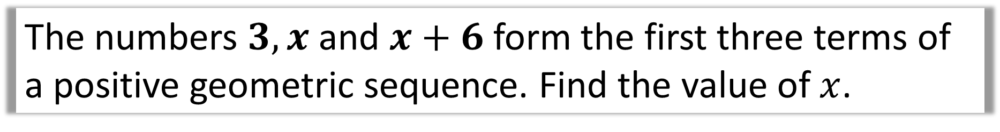 The numbers 3, x and x + 6 form the first three terms of
a positive geometric sequence. Find the value of x.